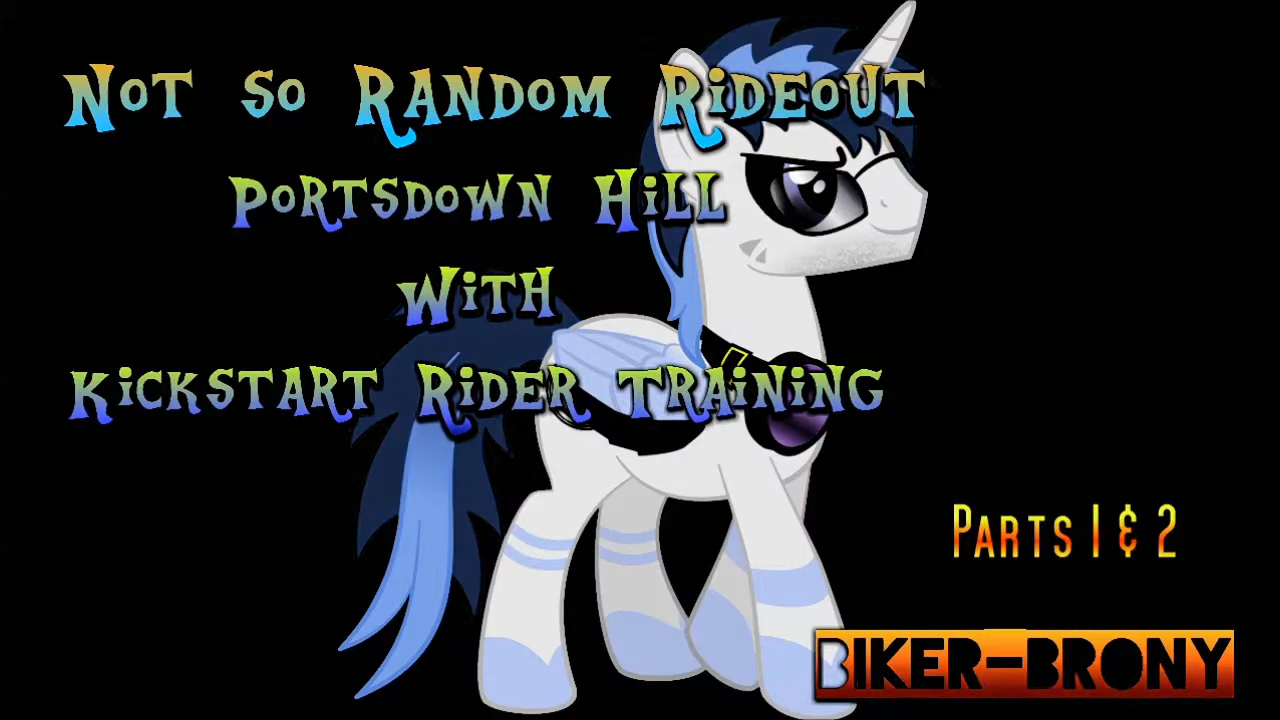 Not so Random Rideout
Portsdown Hill
With
Kickstart Rider Training
Parts 1 & 2
BIKER-BRONY